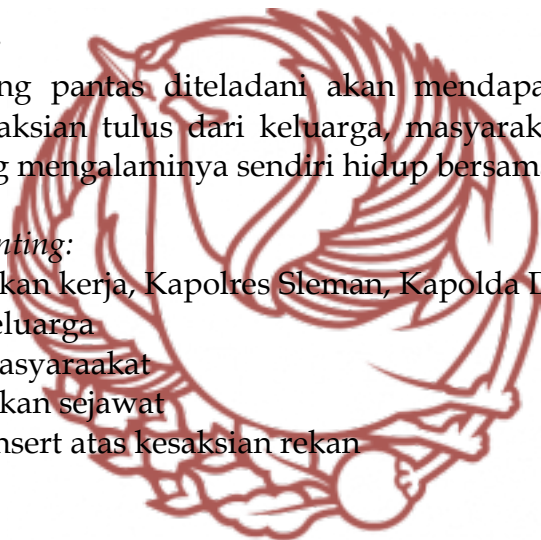 ng pantas diteladani akan mendapa
aksian tulus dari keluarga, masyarak
g mengalaminya sendiri hidup bersam
nting:
kan kerja, Kapolres Sleman, Kapolda D
eluarga
asyaraakat
kan sejawat
nsert atas kesaksian rekan